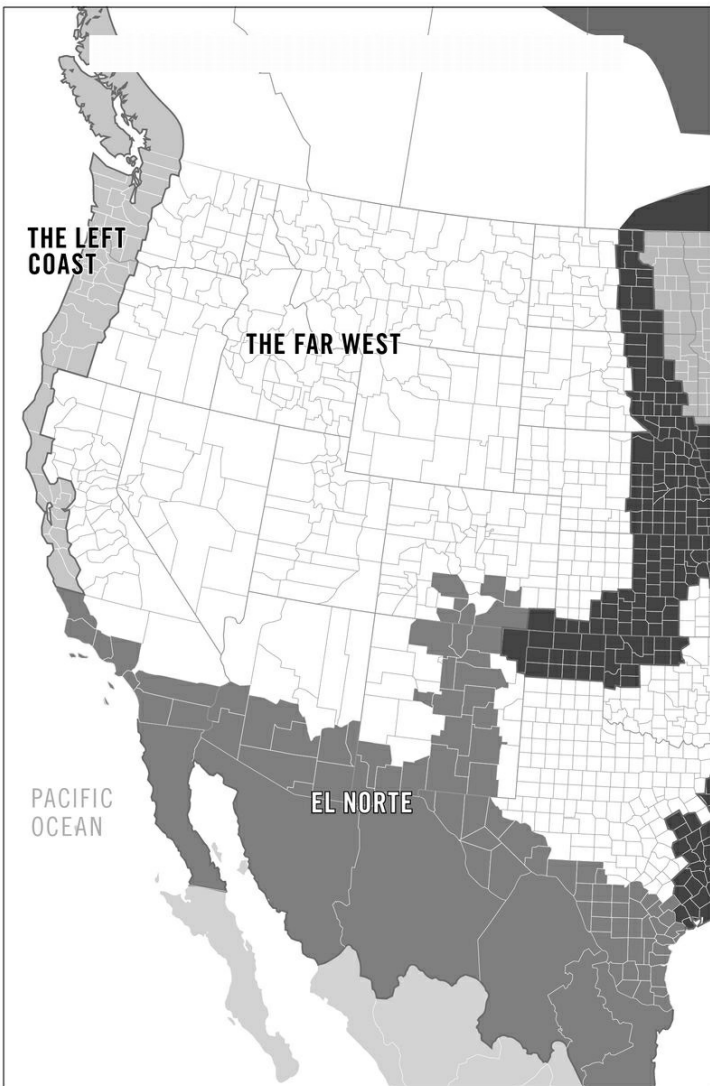 THE LEFT
COAST
THE FAR WEST
EL NORTE
PACIFIC
OCEAN